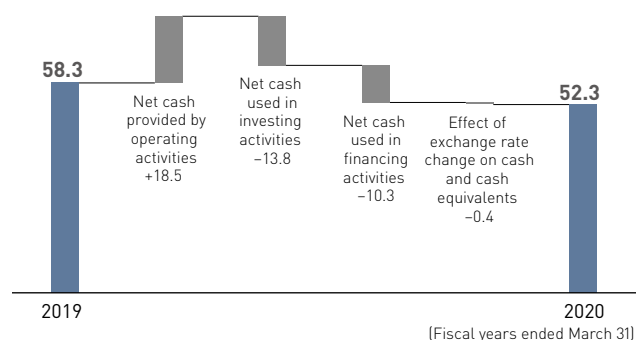 58.3
Net cash
provided by
operating
activities
+18.5
Net cash
used in
investing
activities
−13.8
Net cash
used in
financing
activities
−10.3
Effect of
exchange rate
change on cash
and cash
equivalents
−0.4
52.3
2019
2020
(Fiscal years ended March 31)